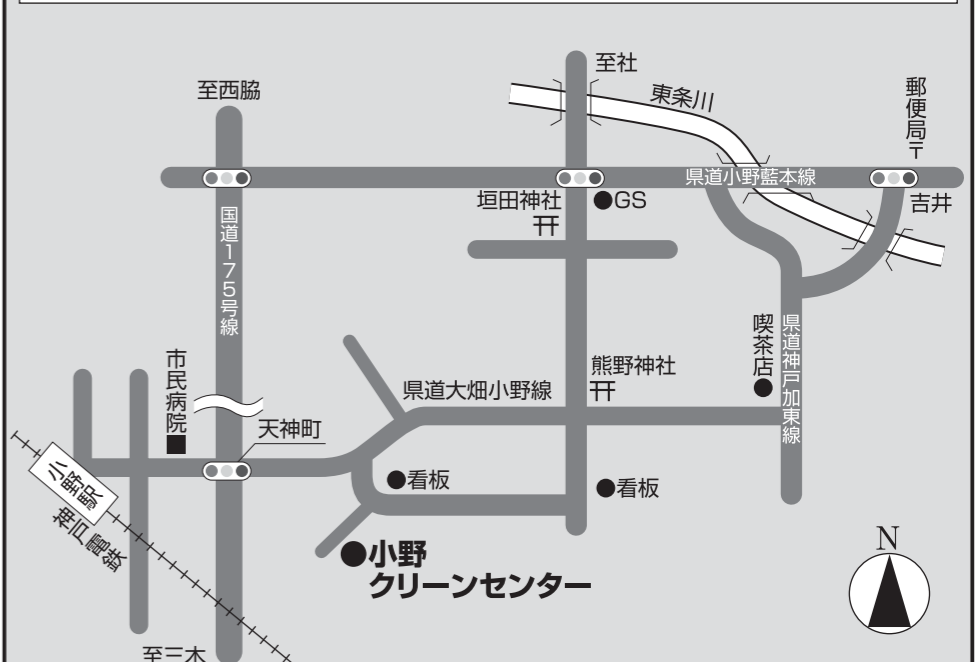 至社
至西脇
東条川
郵便局〒
県道小野藍本線
垣田神社
GS
吉井
国道175号線
喫茶店
県道神戸加東線
市民病院
熊野神社
県道大畑小野線
天神町
看板
看板
小野駅
神戸電鉄
小野
クリーンセンター
N
至三木